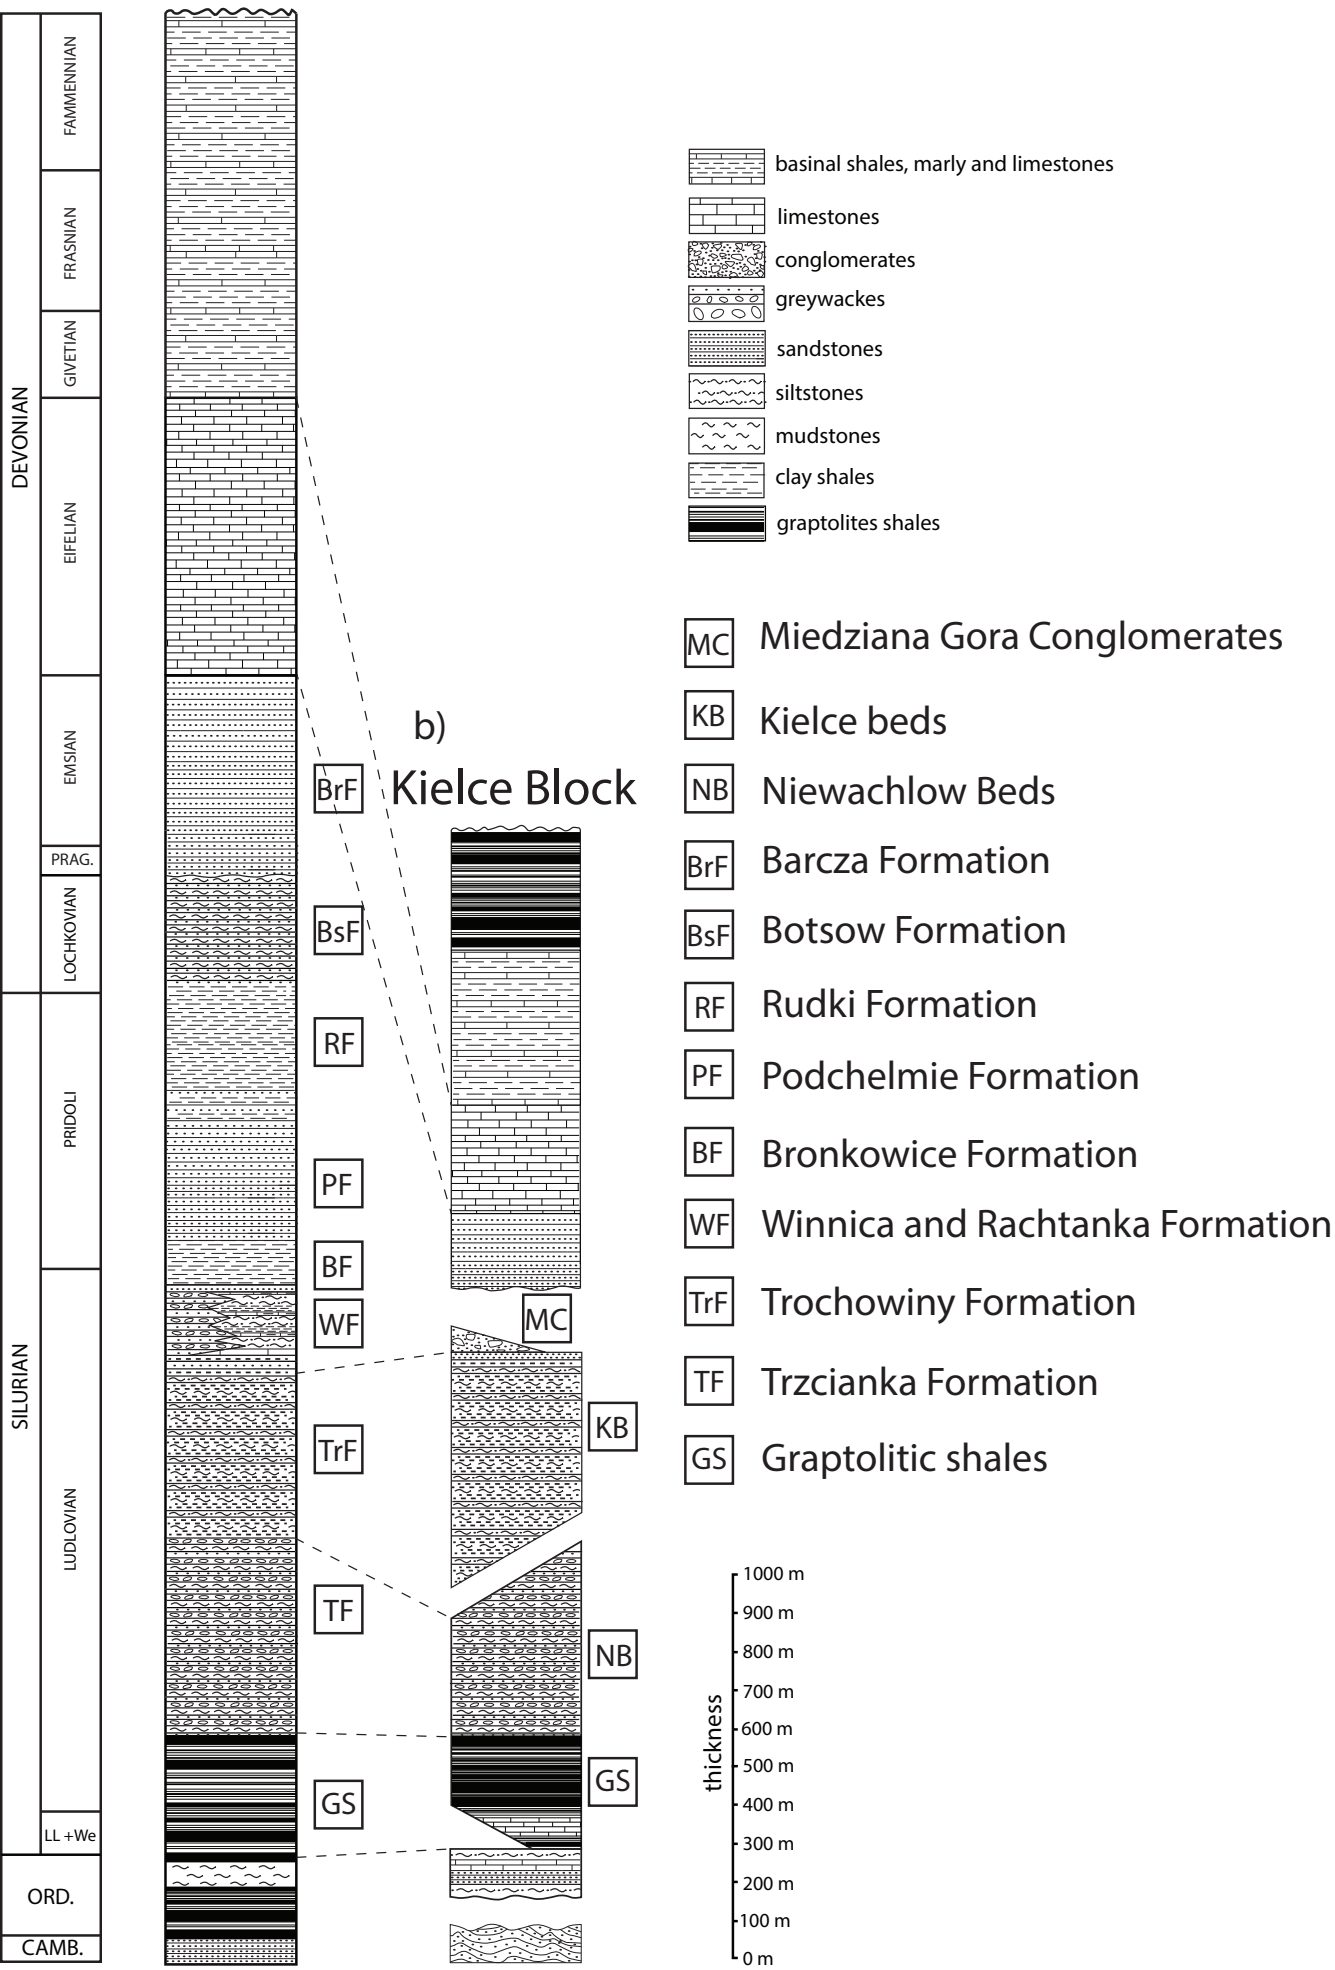 DEVONIAN
FAMMENNIAN
FRASNIAN
GIVETIAN
EIFELIAN
EMSIAN
PRAG.
LOCHKOVIAN
SILURIAN
PRIDOLI
LUDLOVIAN
LL +We
ORD.
CAMB.
BrF
BsF
RF
PF
BF
WF
TrF
TF
GS
b)
Kielce Block
MC
KB
NB
GS
basinal shales, marly and limestones
limestones
conglomerates
greywackes
sandstones
siltstones
mudstones
clay shales
graptolites shales
MC Miedziana Gora Conglomerates
KB Kielce beds
NB Niewachlow Beds
BrF Barcza Formation
BsF Botsow Formation
RF Rudki Formation
PF Podchelmie Formation
BF Bronkowice Formation
WF Winnica and Rachtanka Formation
TrF Trochowiny Formation
TF Trzcianka Formation
GS Graptolitic shales
thickness
1000 m
900 m
800 m
700 m
600 m
500 m
400 m
300 m
200 m
100 m
0 m